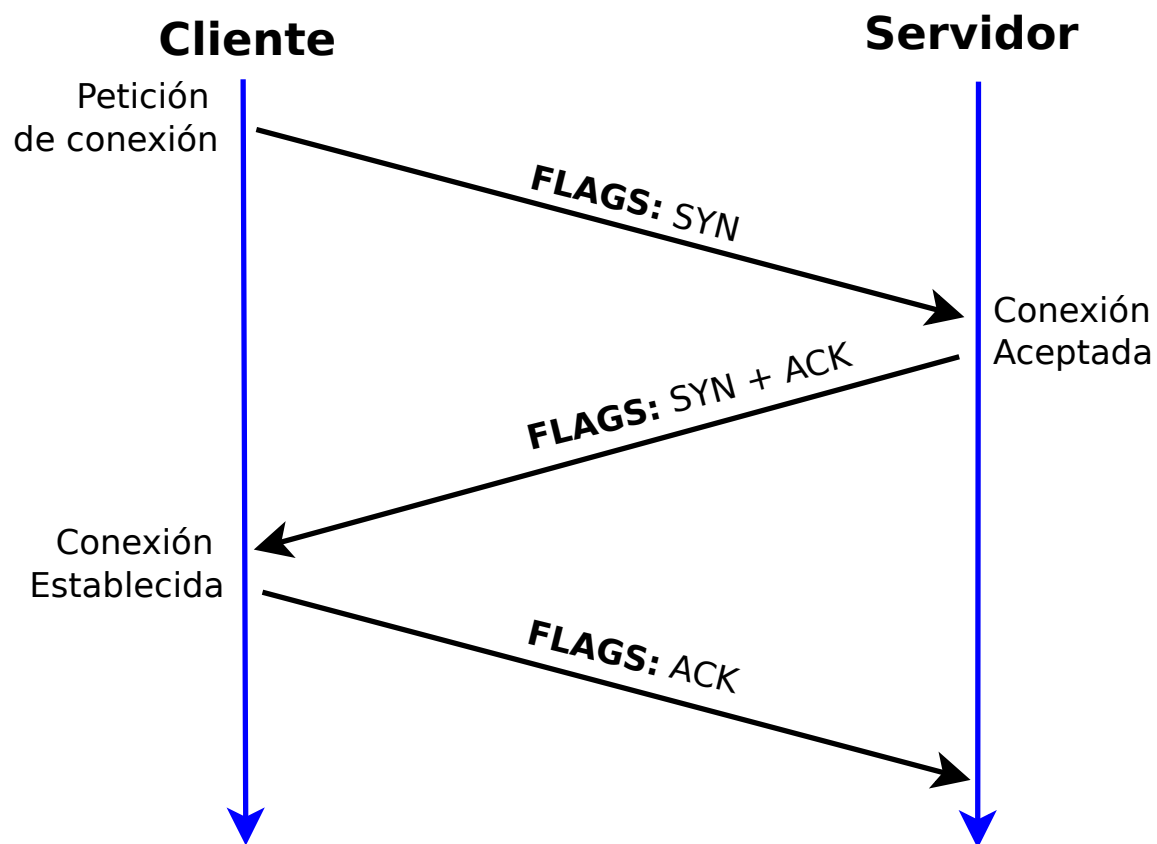 Cliente
Servidor
Petición
de conexión
FLAGS: SYN
Conexión
Aceptada
FLAGS: SYN + ACK
Conexión
Establecida
FLAGS: ACK